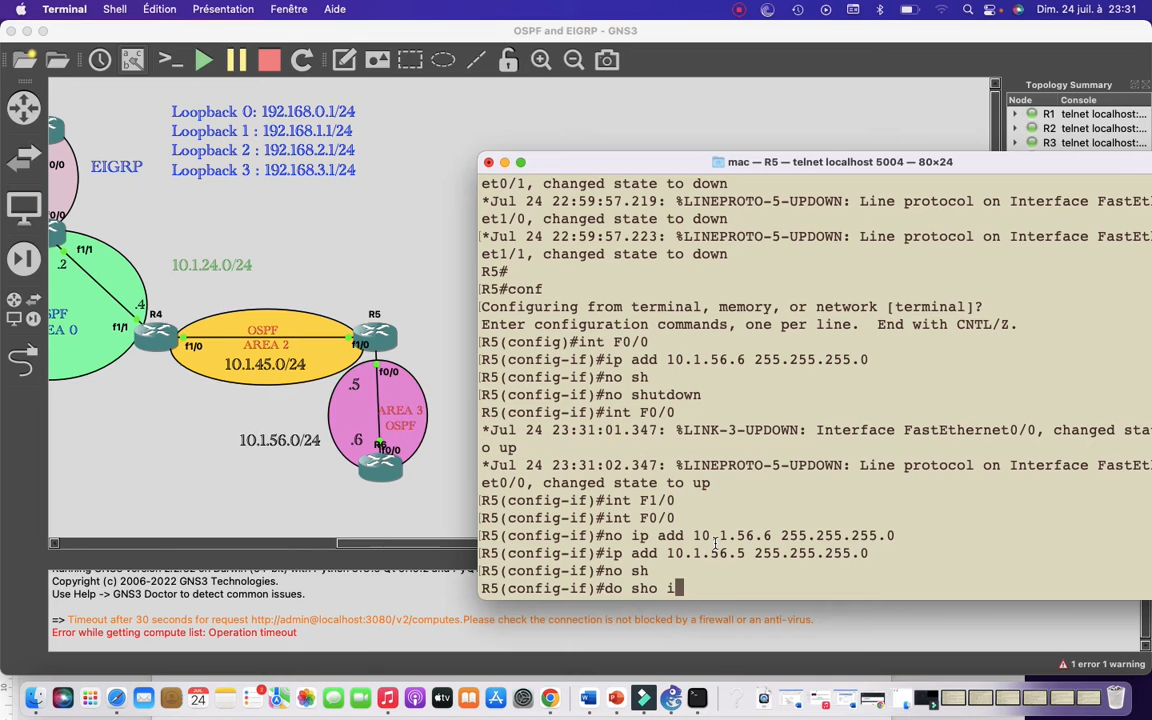 Terminal Shell Édition Présentation Fenêtre Aide Dim. 24 juil. à 23:31
OSPF and EIGRP - GNS3
Loopback 0: 192.168.0.1/24
Loopback 1 : 192.168.1.1/24
Loopback 2 : 192.168.2.1/24
Loopback 3 : 192.168.3.1/24
Topology Summary
Node Console
R1 telnet localhost:...
R2 telnet localhost:...
R3 telnet localhost:...
0/0
EIGRP
0/0
f1/1
.2
10.1.24.0/24
.4
f1/1
R4
PF
EA 0
f1/0
OSPF
AREA 2
10.1.45.0/24
R5
f1/0
f0/0
.5
AREA 3
OSPF
10.1.56.0/24
.6
R6
f0/0
mac — R5 — telnet localhost 5004 — 80×24
et0/1, changed state to down
*Jul 24 22:59:57.219: %LINEPROTO-5-UPDOWN: Line protocol on Interface FastEt
et1/0, changed state to down
*Jul 24 22:59:57.223: %LINEPROTO-5-UPDOWN: Line protocol on Interface FastEt
et1/1, changed state to down
R5#
R5#conf
Configuring from terminal, memory, or network [terminal]?
Enter configuration commands, one per line.  End with CNTL/Z.
R5(config)#int F0/0
R5(config-if)#ip add 10.1.56.6 255.255.255.0
R5(config-if)#no sh
R5(config-if)#no shutdown
R5(config-if)#int F0/0
*Jul 24 23:31:01.347: %LINK-3-UPDOWN: Interface FastEthernet0/0, changed sta
o up
*Jul 24 23:31:02.347: %LINEPROTO-5-UPDOWN: Line protocol on Interface FastEt
et0/0, changed state to up
R5(config-if)#int F1/0
R5(config-if)#int F0/0
R5(config-if)#no ip add 10.1.56.6 255.255.255.0
R5(config-if)#ip add 10.1.56.5 255.255.255.0
R5(config-if)#no sh
R5(config-if)#do sho i
Copyright (c) 2006-2022 GNS3 Technologies.
Use Help -> GNS3 Doctor to detect common issues.
=> Timeout after 30 seconds for request http://admin@localhost:3080/v2/computes.Please check the connection is not blocked by a firewall or an anti-virus.
Error while getting compute list: Operation timeout
1 error 1 warning